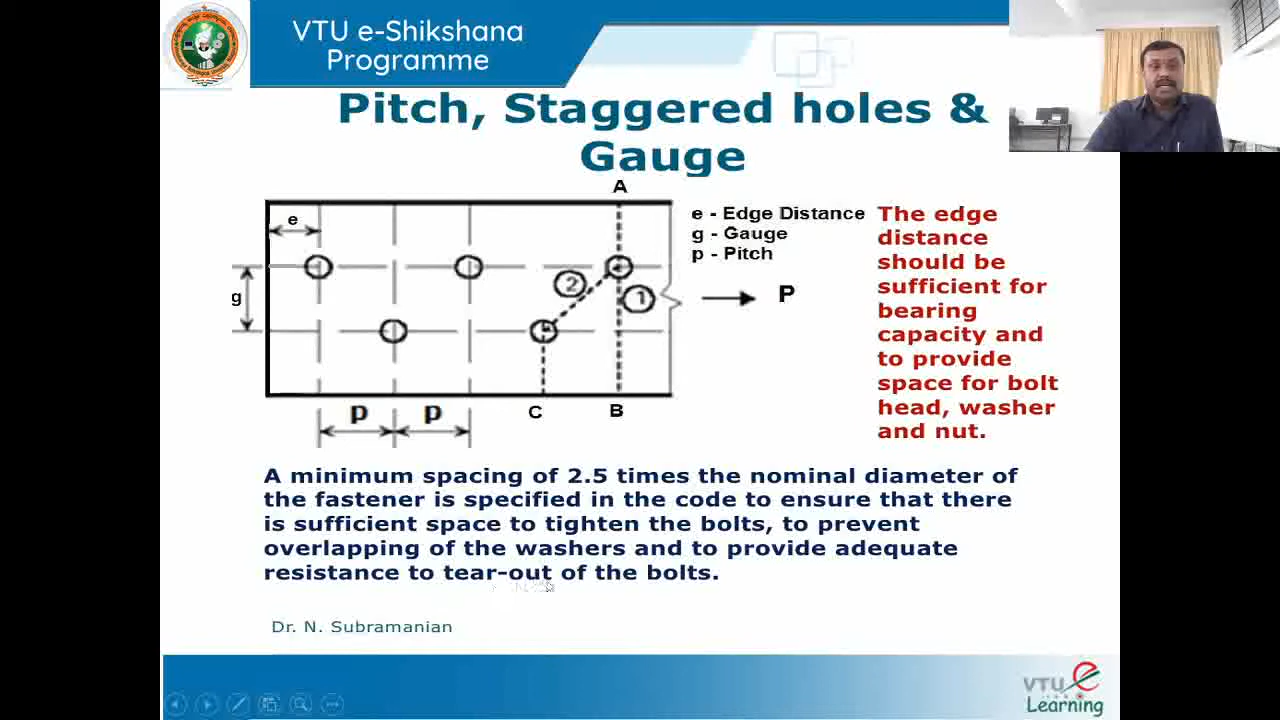 VTU e-Shikshana
Programme
Pitch, Staggered holes &
Gauge
A
e
g
2
1
P
p
p
C
B
e - Edge Distance
g - Gauge
p - Pitch
The edge
distance
should be
sufficient for
bearing
capacity and
to provide
space for bolt
head, washer
and nut.
A minimum spacing of 2.5 times the nominal diameter of
the fastener is specified in the code to ensure that there
is sufficient space to tighten the bolts, to prevent
overlapping of the washers and to provide adequate
resistance to tear-out of the bolts.
Dr. N. Subramanian
VTU e
Learning